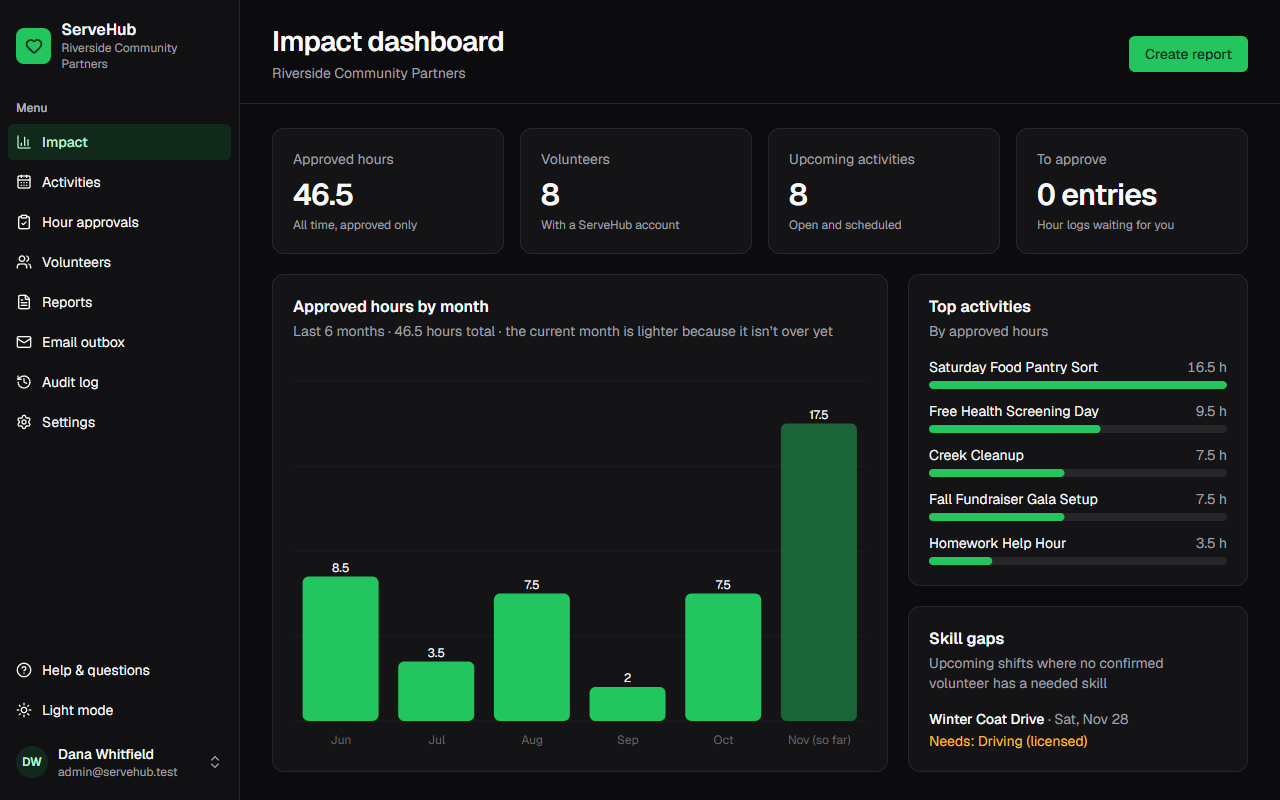 ServeHub
Riverside Community
Partners
Menu
Impact
Activities
Hour approvals
Volunteers
Reports
Email outbox
Audit log
Settings
Help & questions
Light mode
DW
Dana Whitfield
admin@servehub.test
Impact dashboard
Riverside Community Partners
Create report
Approved hours
46.5
All time, approved only
Volunteers
8
With a ServeHub account
Upcoming activities
8
Open and scheduled
To approve
0 entries
Hour logs waiting for you
Approved hours by month
Last 6 months · 46.5 hours total · the current month is lighter because it isn’t over yet
8.5
3.5
7.5
2
7.5
17.5
Jun
Jul
Aug
Sep
Oct
Nov (so far)
Top activities
By approved hours
Saturday Food Pantry Sort 16.5 h
Free Health Screening Day 9.5 h
Creek Cleanup 7.5 h
Fall Fundraiser Gala Setup 7.5 h
Homework Help Hour 3.5 h
Skill gaps
Upcoming shifts where no confirmed
volunteer has a needed skill
Winter Coat Drive · Sat, Nov 28
Needs: Driving (licensed)